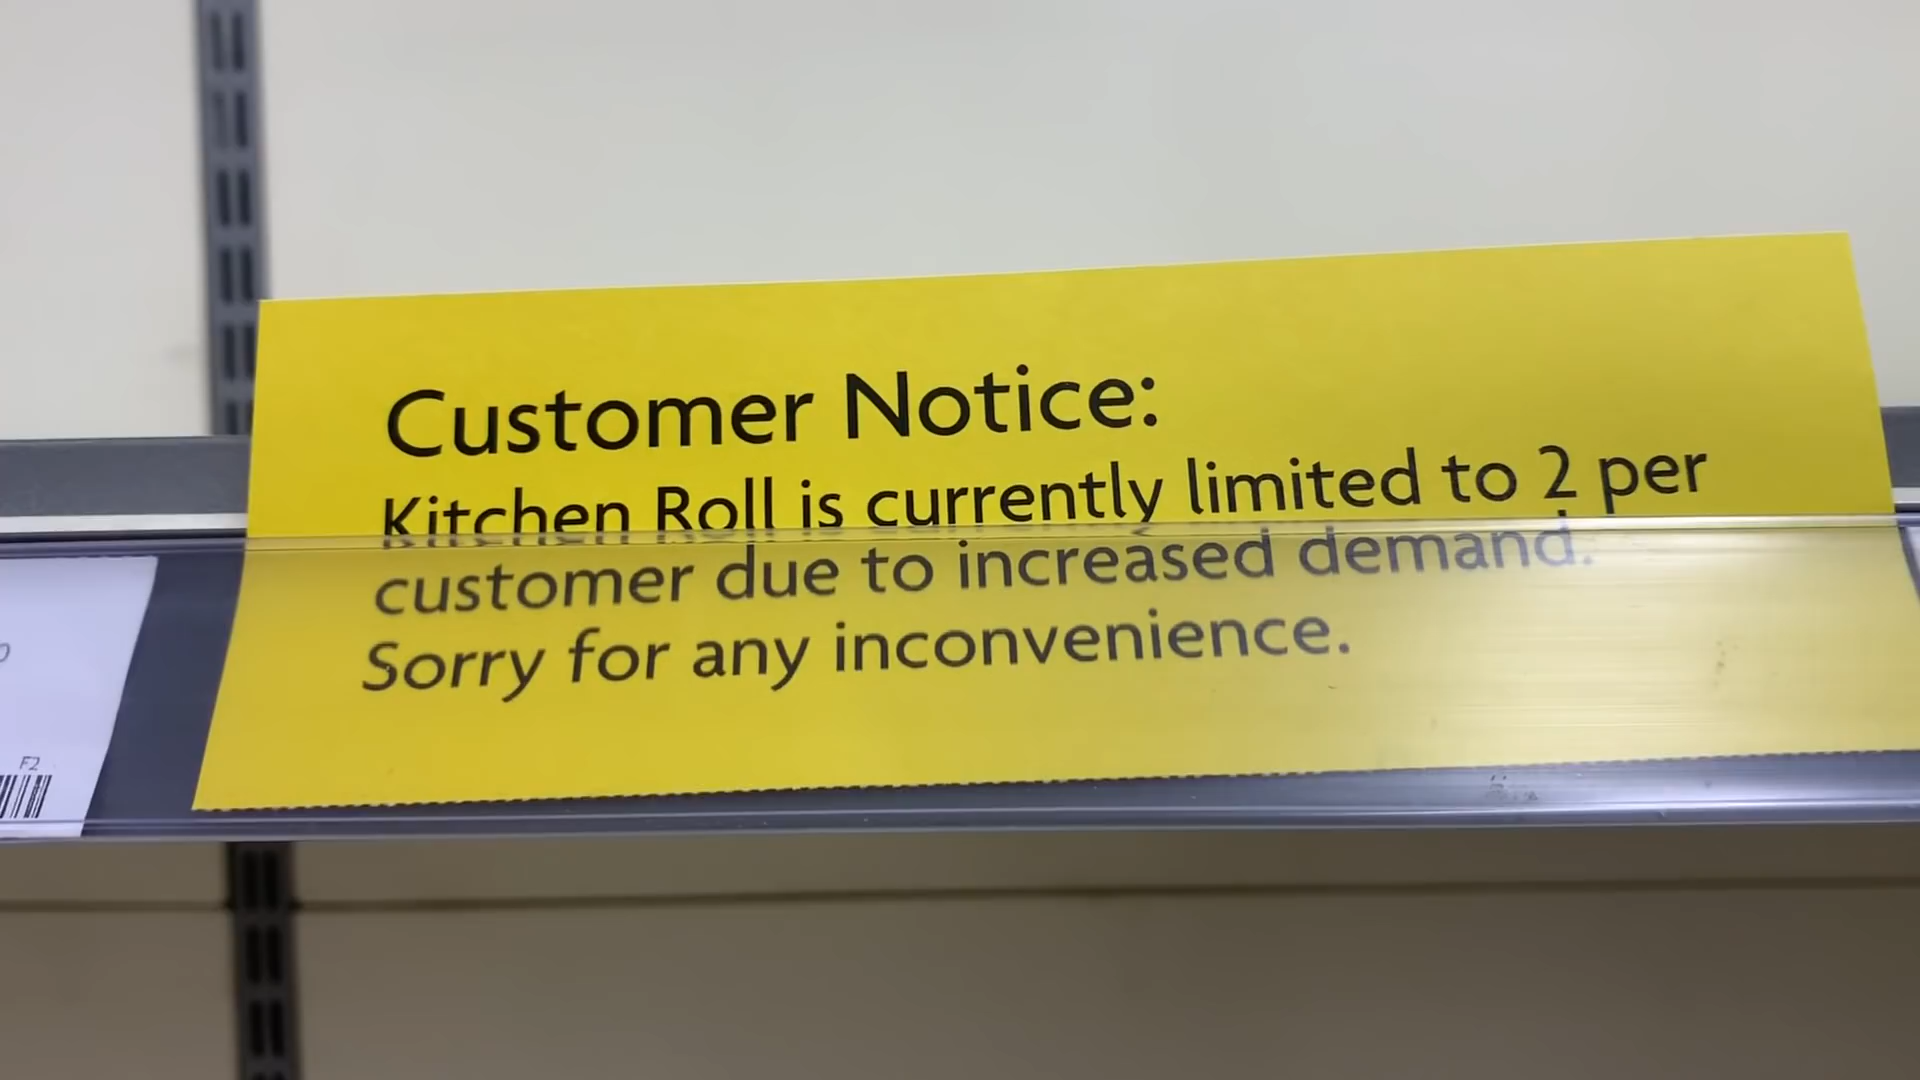 Customer Notice:
Kitchen Roll is currently limited to 2 per
customer due to increased demand.
Sorry for any inconvenience.
F2